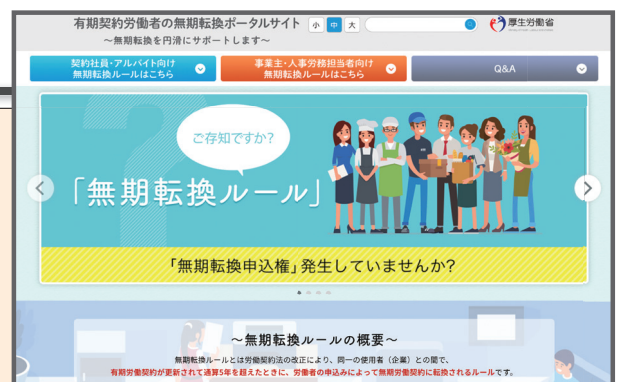 有期契約労働者の無期転換ポータルサイト 小 中 大 厚生労働省
～無期転換を円滑にサポートします～
契約社員・アルバイト向け
無期転換ルールはこちら
事業主・人事労務担当者向け
無期転換ルールはこちら
Q&A
ご存知ですか?
「無期転換ルール」
「無期転換申込権」発生していませんか?
～無期転換ルールの概要～
無期転換ルールとは労働契約法の改正により、同一の使用者（企業）との間で、
有期労働契約が更新されて通算5年を超えたときに、労働者の申込みによって無期労働契約に転換されるルールです。